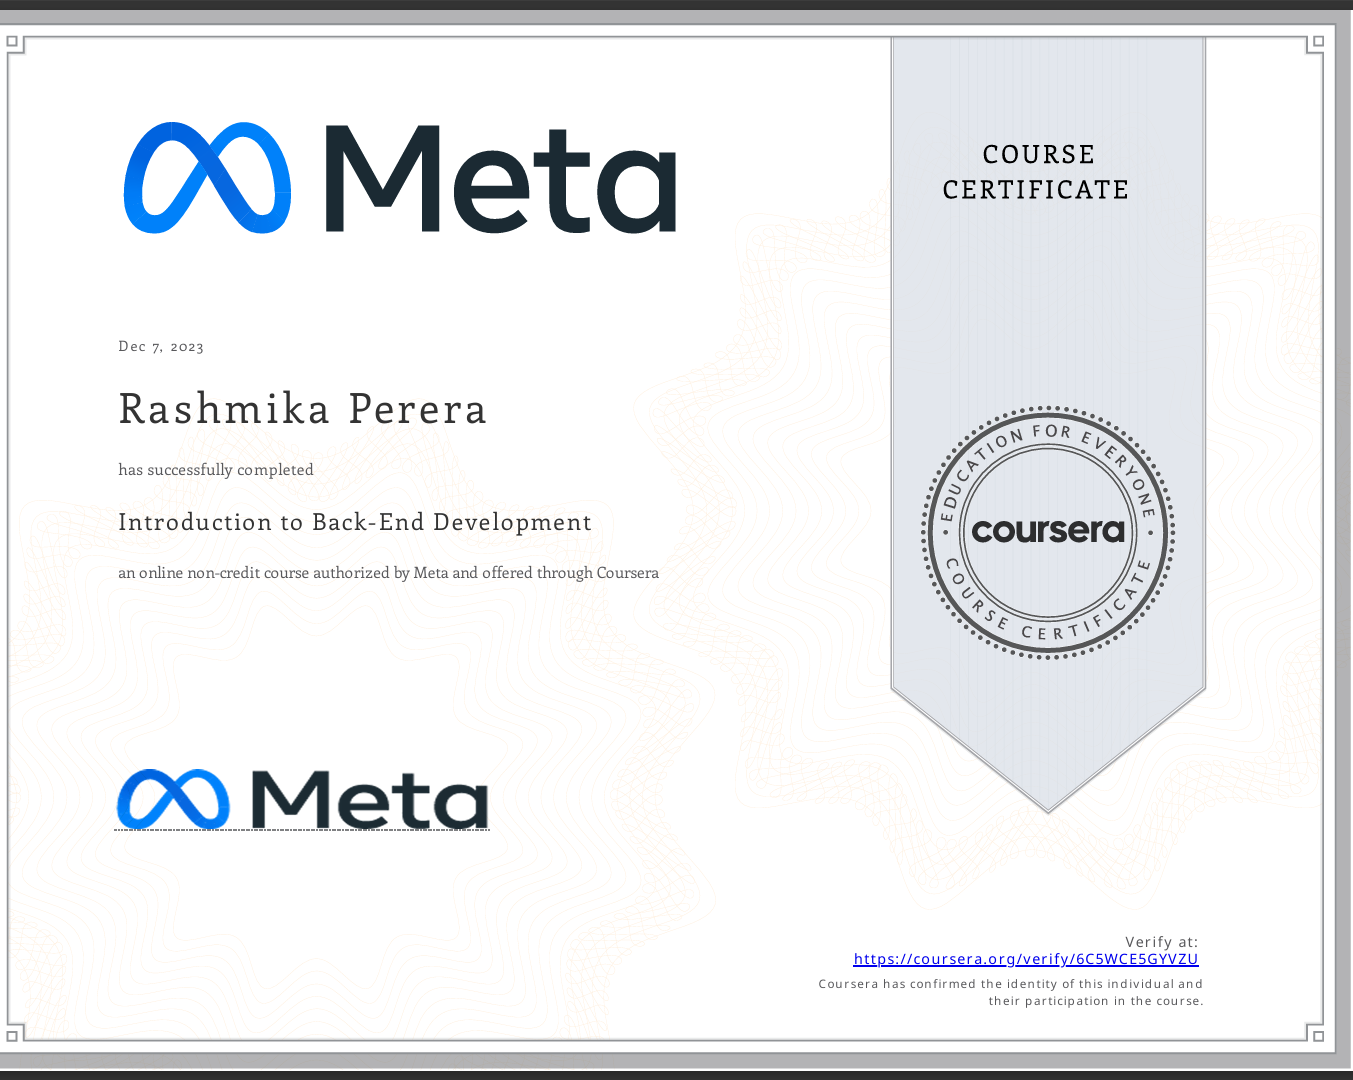 Meta
COURSE
CERTIFICATE
Dec 7, 2023
Rashmika Perera
has successfully completed
Introduction to Back-End Development
an online non-credit course authorized by Meta and offered through Coursera
EDUCATION FOR EVERYONE
coursera
COURSE CERTIFICATE
Meta
Verify at:
https://coursera.org/verify/6C5WCE5GYVZU
Coursera has confirmed the identity of this individual and
their participation in the course.